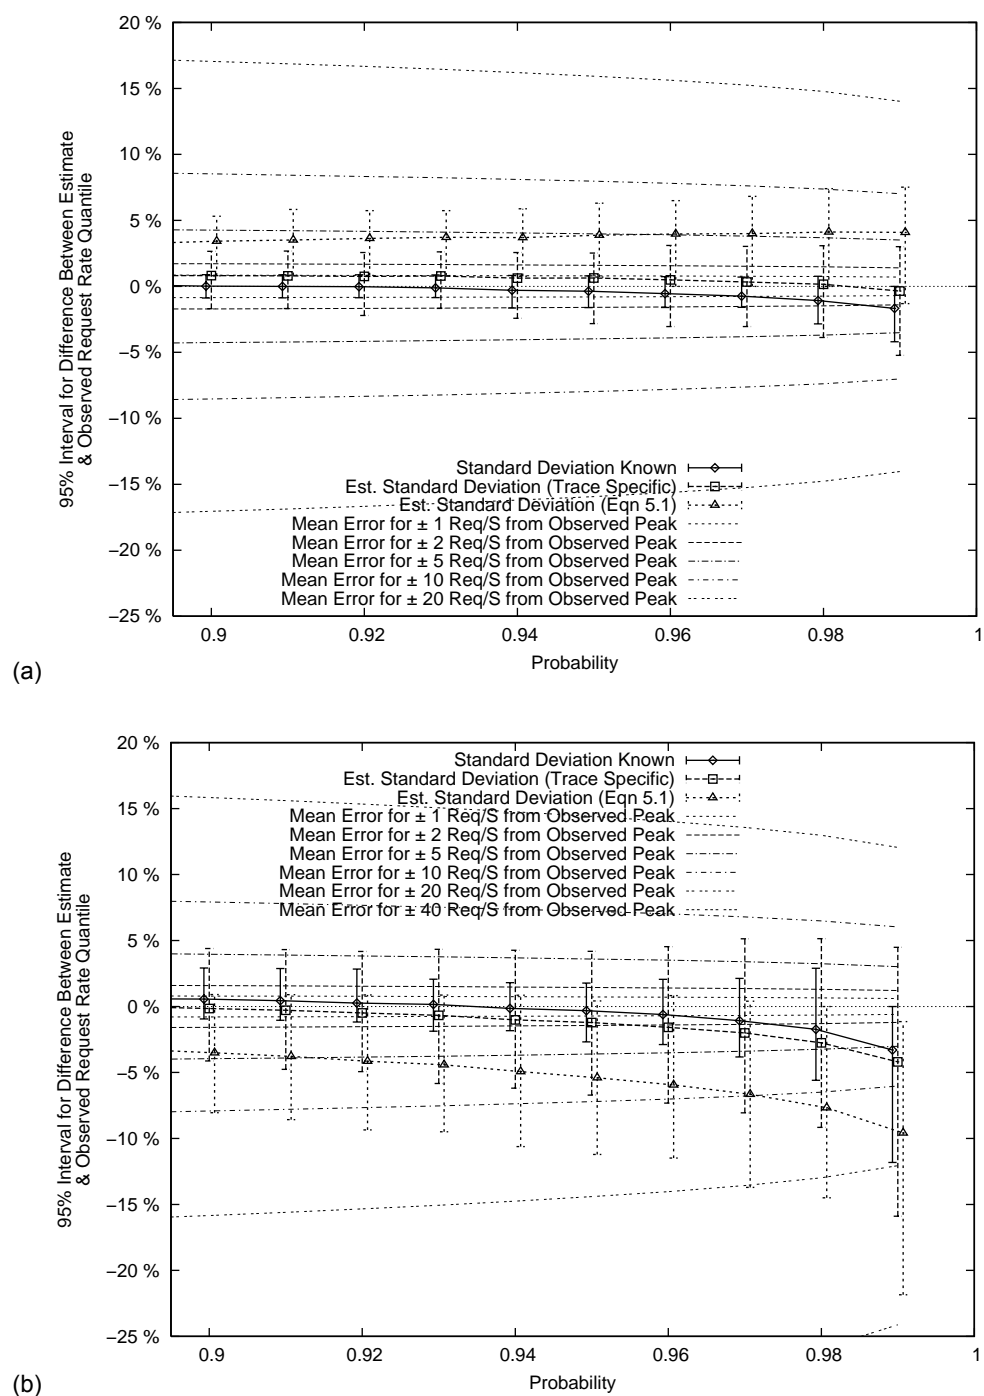 20 %
15 %
10 %
5 %
0 %
−5 %
−10 %
−15 %
−20 %
−25 %
95% Interval for Difference Between Estimate
& Observed Request Rate Quantile
Standard Deviation Known
Est. Standard Deviation (Trace Specific)
Est. Standard Deviation (Eqn 5.1)
Mean Error for ± 1 Req/S from Observed Peak
Mean Error for ± 2 Req/S from Observed Peak
Mean Error for ± 5 Req/S from Observed Peak
Mean Error for ± 10 Req/S from Observed Peak
Mean Error for ± 20 Req/S from Observed Peak
0.9 0.92 0.94 0.96 0.98 1
Probability
(a)
20 %
15 %
10 %
5 %
0 %
−5 %
−10 %
−15 %
−20 %
−25 %
95% Interval for Difference Between Estimate
& Observed Request Rate Quantile
Standard Deviation Known
Est. Standard Deviation (Trace Specific)
Est. Standard Deviation (Eqn 5.1)
Mean Error for ± 1 Req/S from Observed Peak
Mean Error for ± 2 Req/S from Observed Peak
Mean Error for ± 5 Req/S from Observed Peak
Mean Error for ± 10 Req/S from Observed Peak
Mean Error for ± 20 Req/S from Observed Peak
Mean Error for ± 40 Req/S from Observed Peak
0.9 0.92 0.94 0.96 0.98 1
Probability
(b)